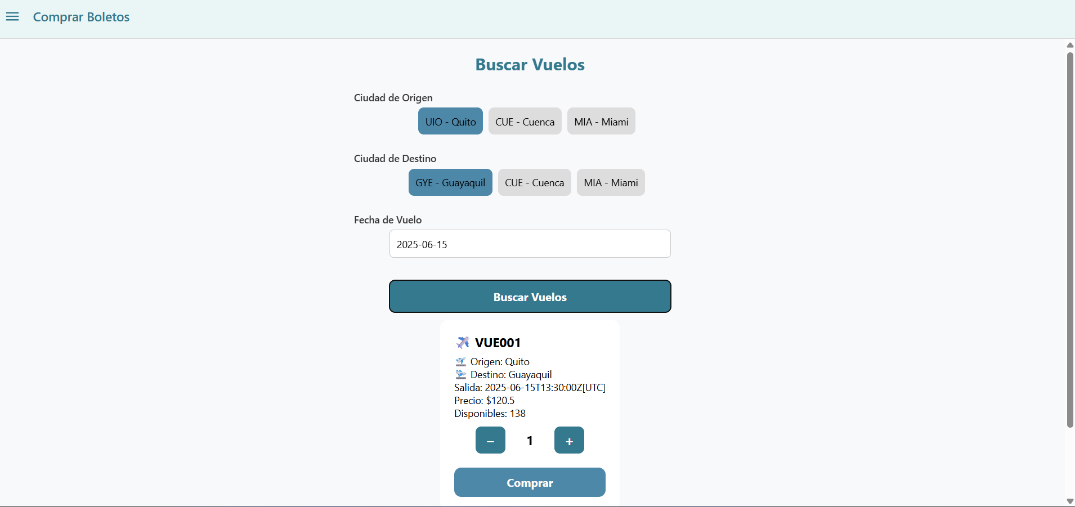 Comprar Boletos
Buscar Vuelos
Ciudad de Origen
UIO - Quito CUE - Cuenca MIA - Miami
Ciudad de Destino
GYE - Guayaquil CUE - Cuenca MIA - Miami
Fecha de Vuelo
2025-06-15
Buscar Vuelos
VUE001
Origen: Quito
Destino: Guayaquil
Salida: 2025-06-15T13:30:00Z[UTC]
Precio: $120.5
Disponibles: 138
− 1 +
Comprar